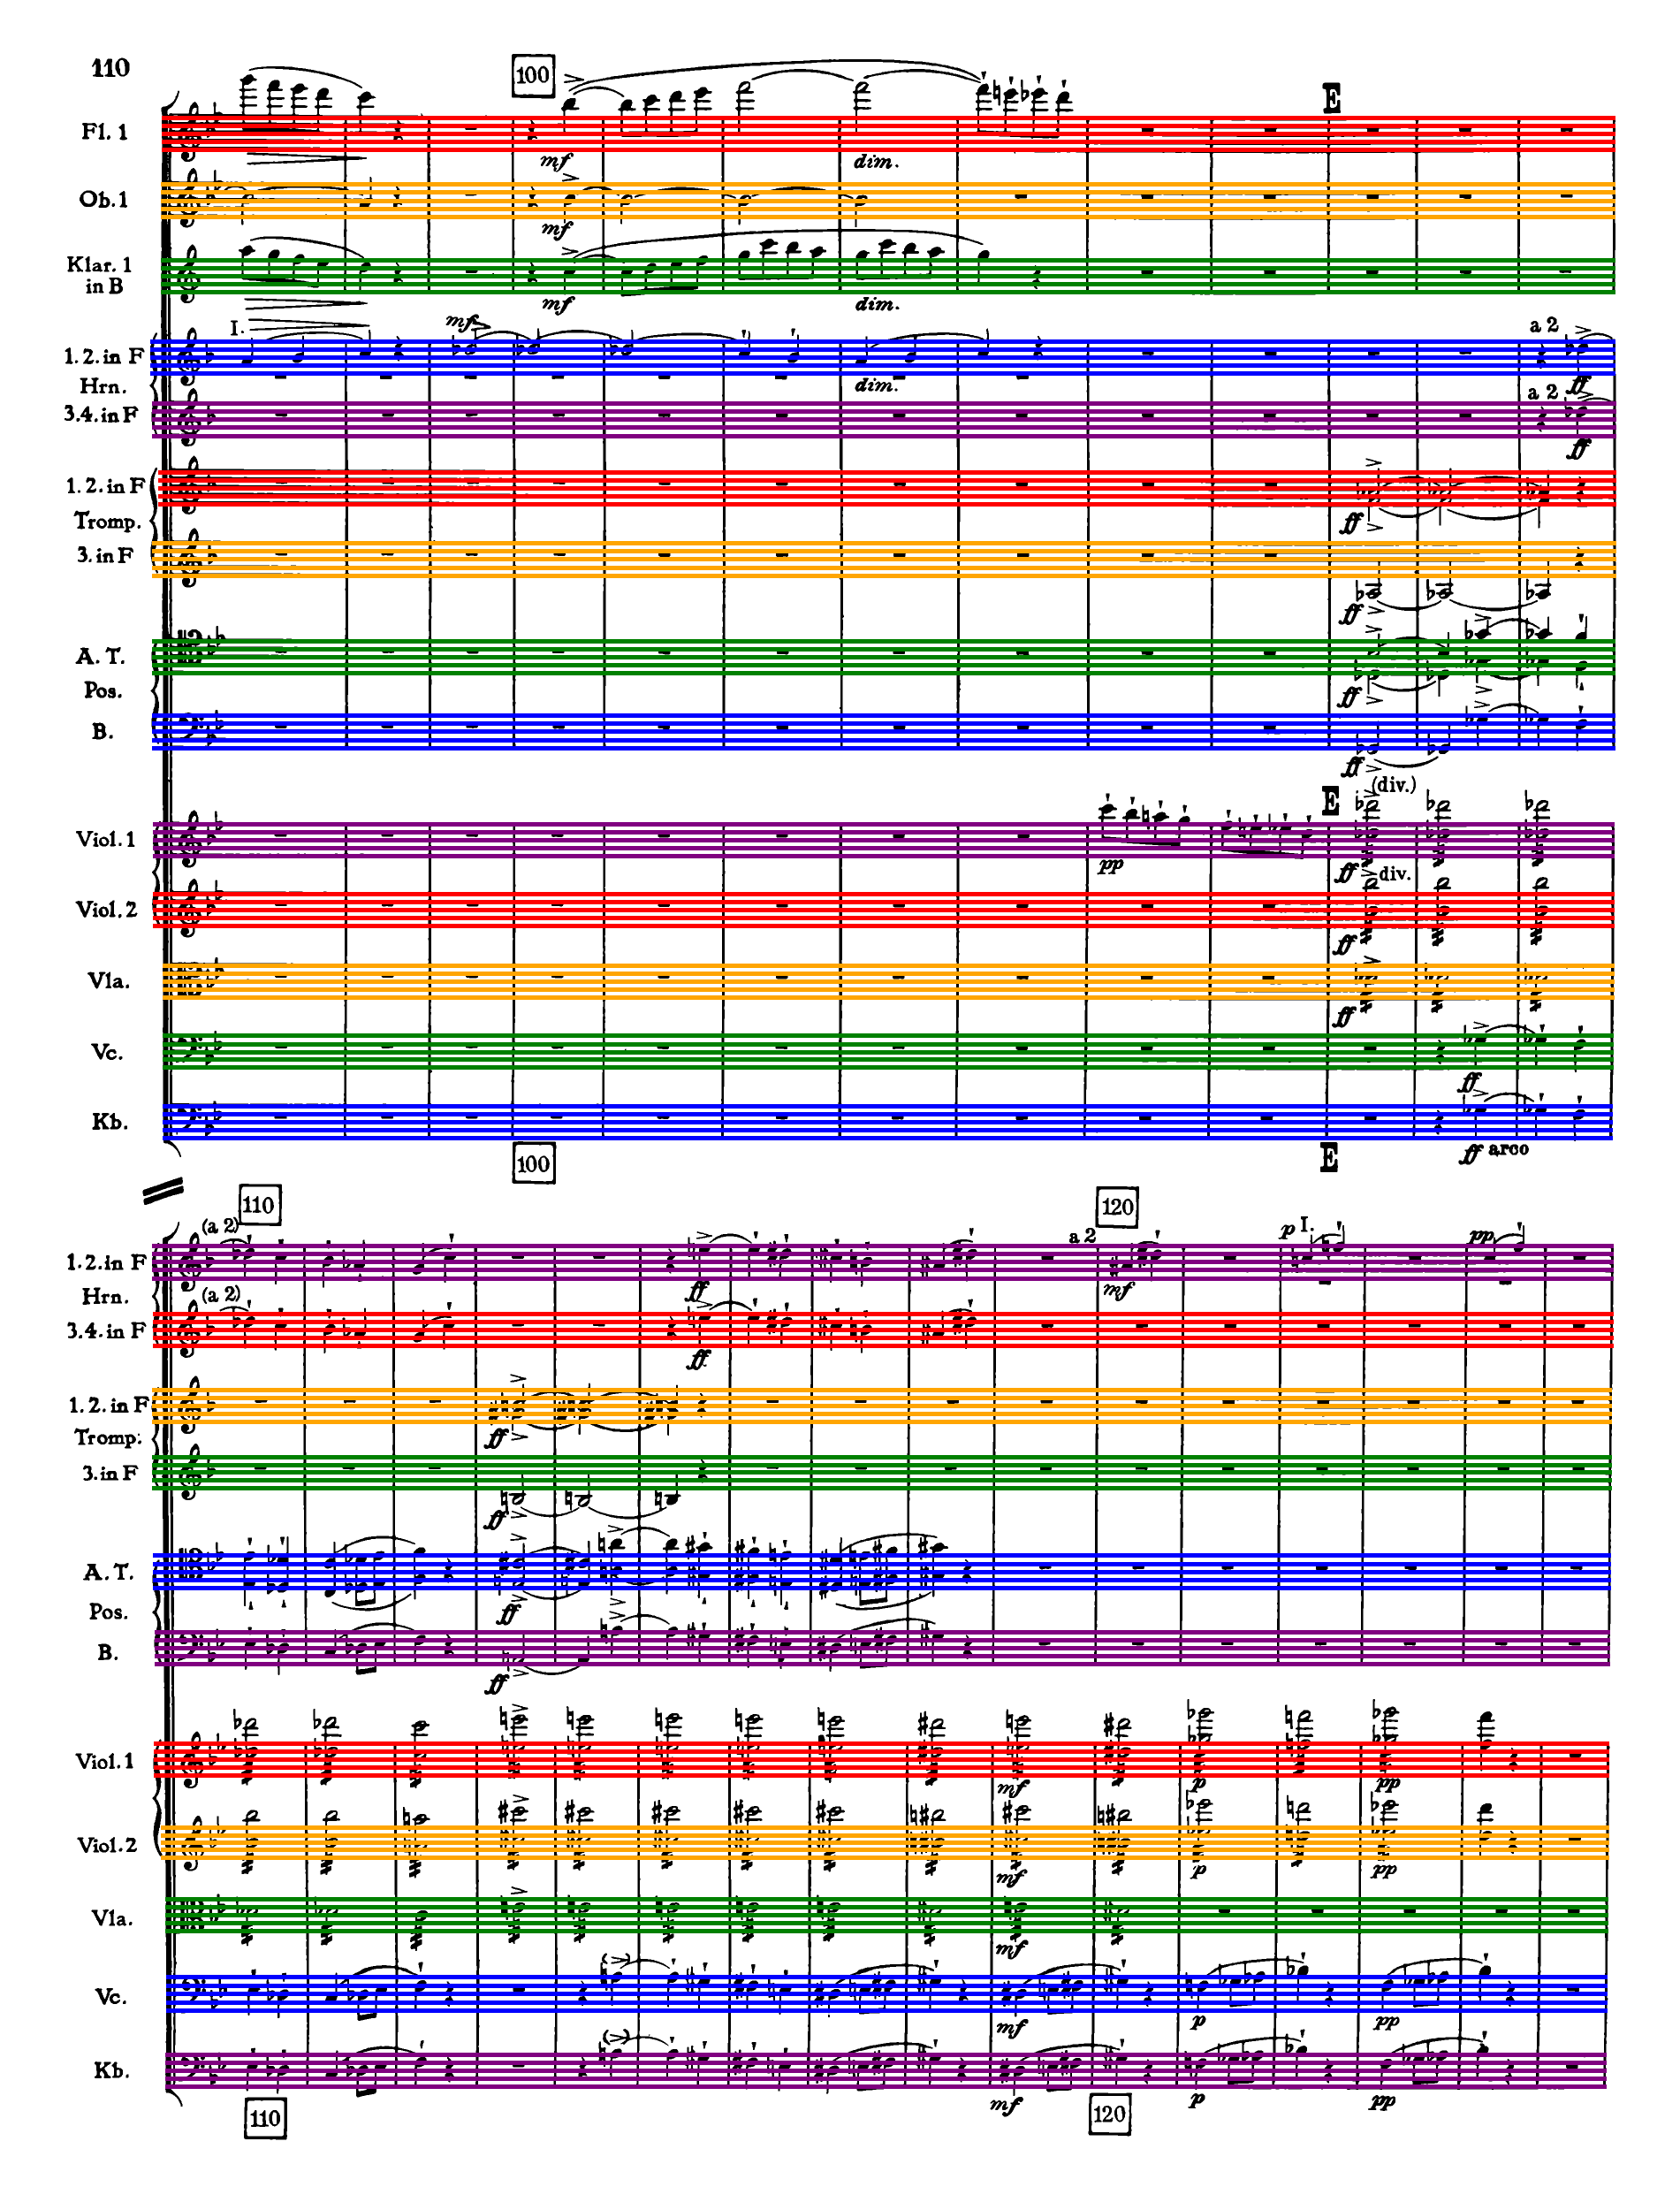 110
100
E
Fl. 1
mf
dim.
Ob.1
mf
Klar. 1
in B
mf
dim.
I.
mf
a 2
1. 2. in F
dim.
ff
Hrn.
a 2
3.4. in F
ff
1. 2. in F
ff
Tromp.
3. in F
ff
A. T.
ff
Pos.
B.
ff
(div.)
E
Viol. 1
pp
ff
div.
Viol. 2
ff
Vla.
ff
Vc.
ff
Kb.
ff arco
100
E
110
120
(a 2)
a 2
p I.
pp
1. 2. in F
ff
mf
Hrn.
(a 2)
3.4. in F
ff
1. 2. in F
ff
Tromp.
3. in F
ff
A. T.
ff
Pos.
B.
ff
Viol. 1
mf
p
pp
Viol. 2
mf
p
pp
Vla.
mf
Vc.
mf
p
pp
Kb.
mf
p
pp
110
120